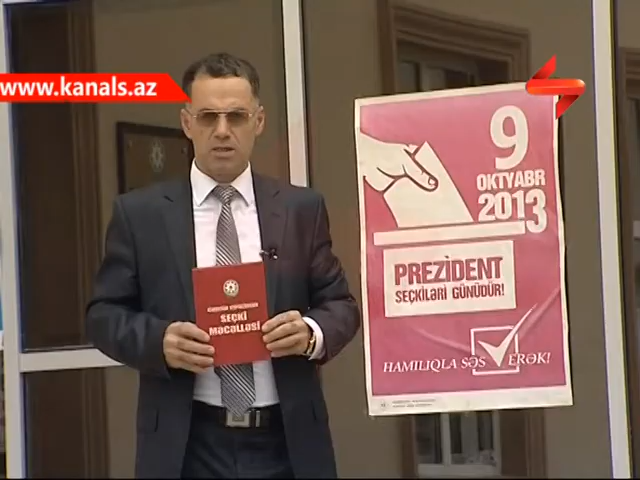 www.kanals.az
9
OKTYABR
2013
PREZİDENT
SEÇKİLƏRİ GÜNÜDÜR!
HAMILIQLA SƏS VERƏK!
SEÇKİ
MƏCƏLLƏSİ